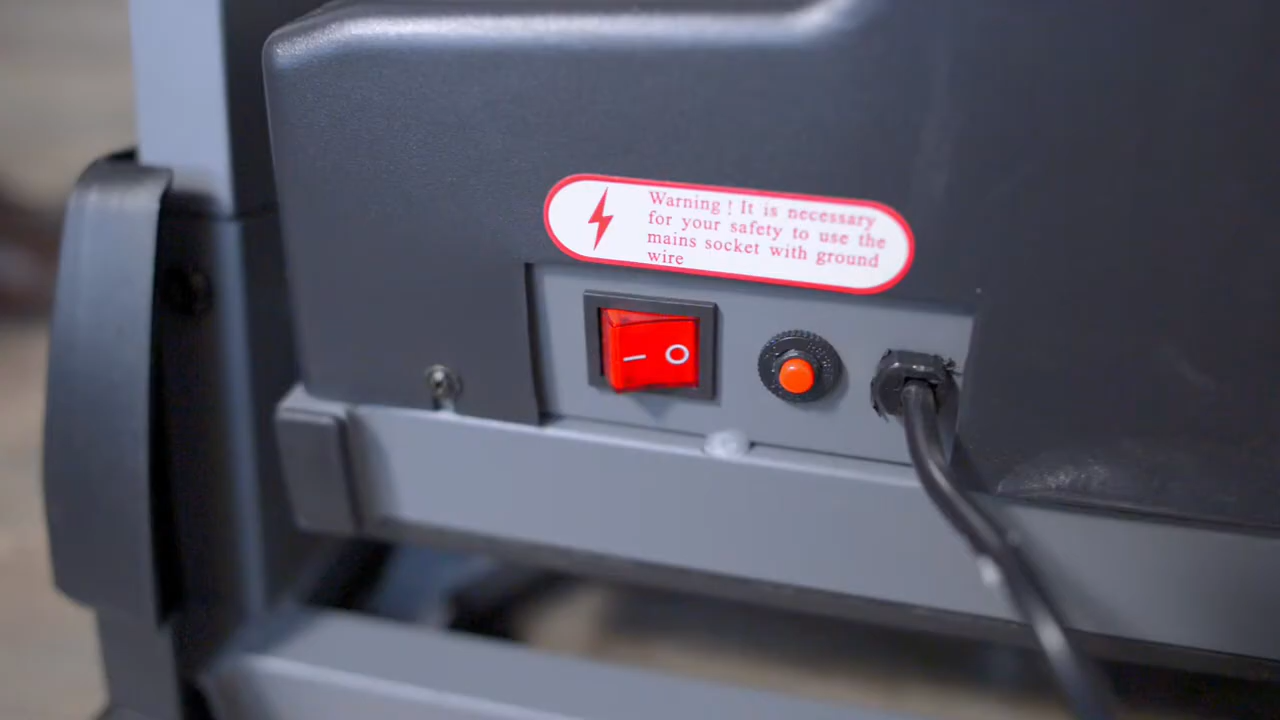 Warning ! It is necessary
for your safety to use the
mains socket with ground
wire